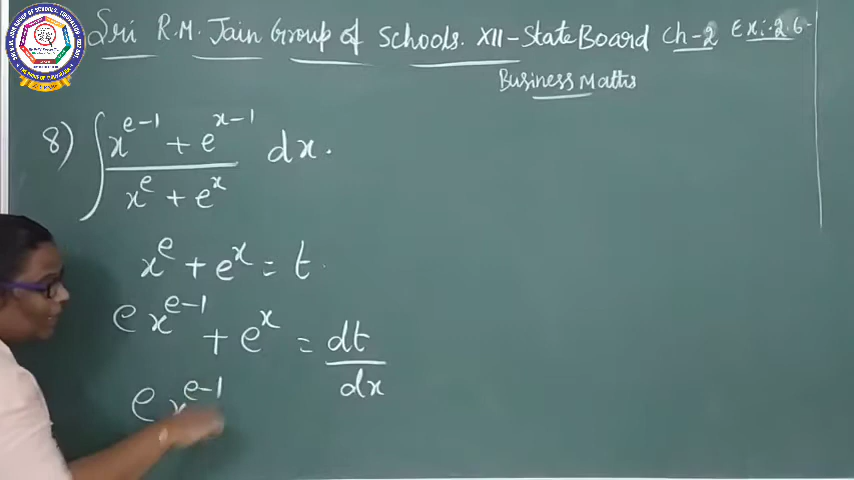 Sri R.M. Jain Group of Schools. XII-State Board Ch-2 Exi:2.6-
Business Maths
8) ∫ (x^(e-1) + e^(x-1)) / (x^e + e^x) dx.
x^e + e^x = t.
e x^(e-1) + e^x = dt/dx
e x^(e-1)